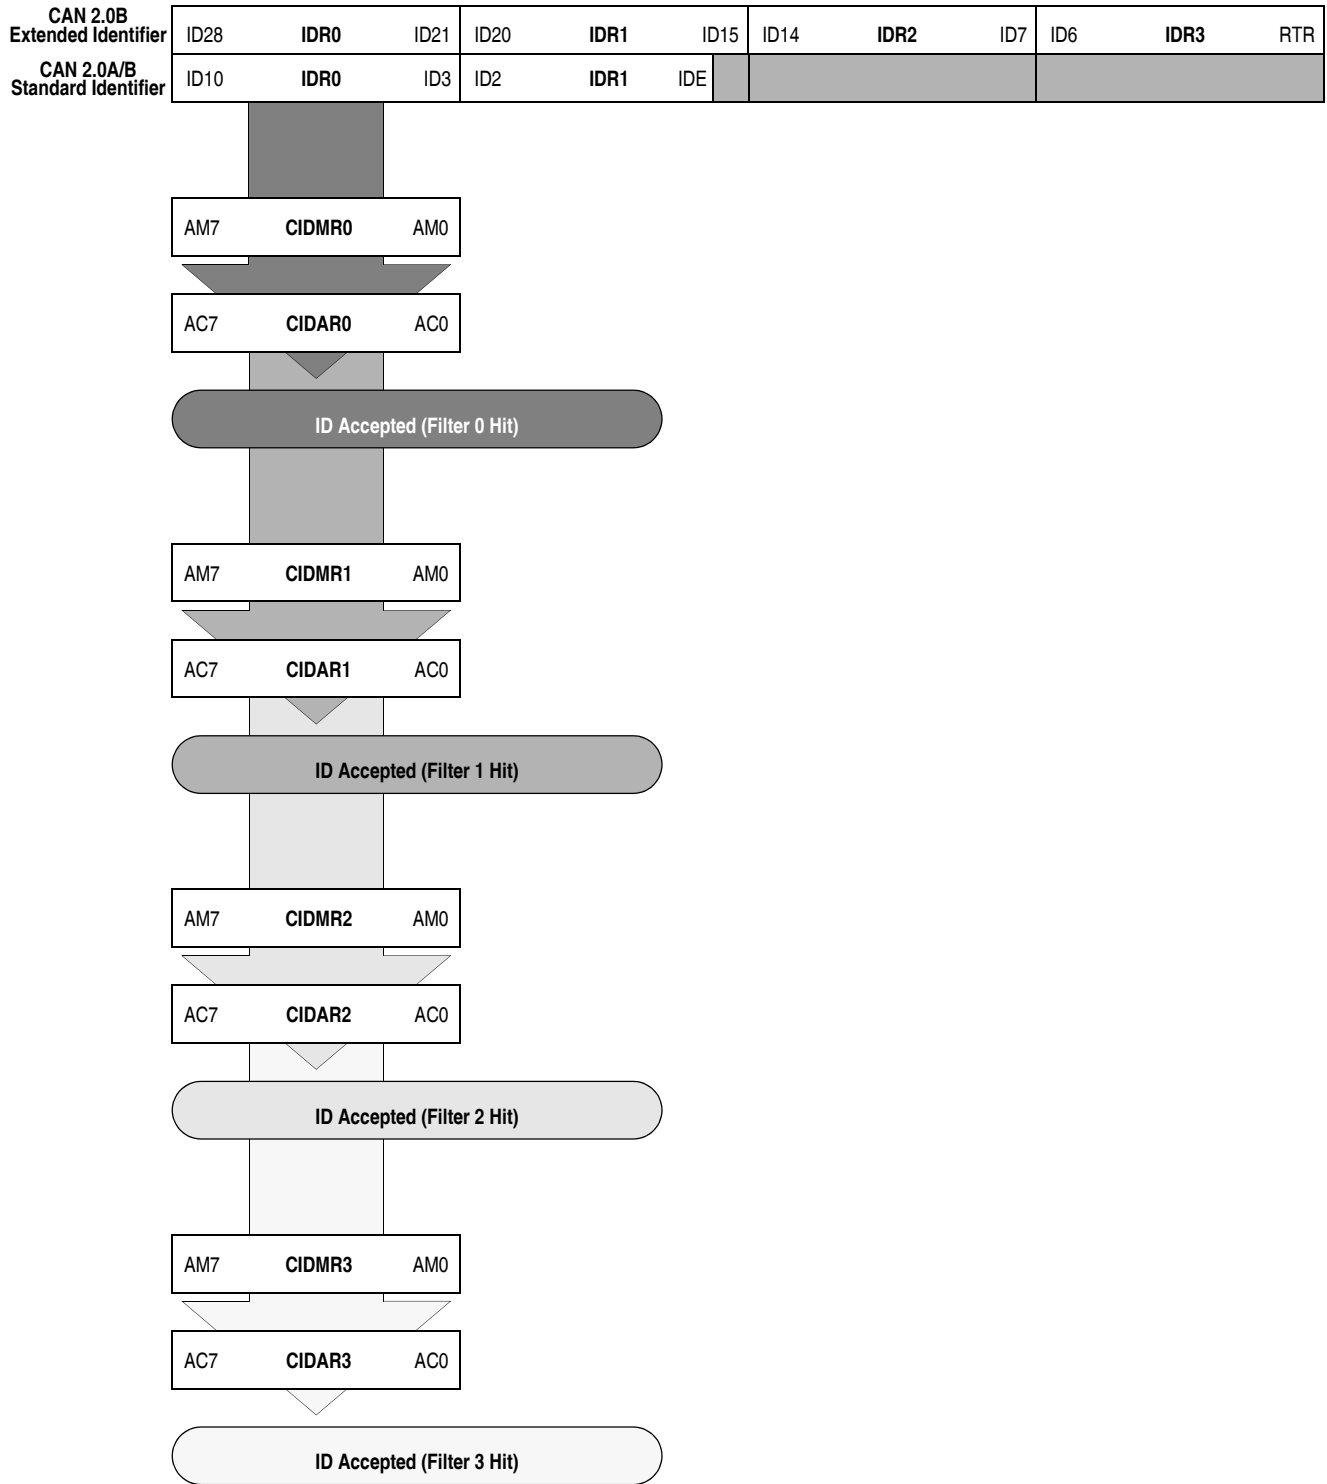 CAN 2.0B
Extended Identifier ID28 IDR0 ID21 ID20 IDR1 ID15 ID14 IDR2 ID7 ID6 IDR3 RTR
CAN 2.0A/B
Standard Identifier ID10 IDR0 ID3 ID2 IDR1 IDE
AM7 CIDMR0 AM0
AC7 CIDAR0 AC0
ID Accepted (Filter 0 Hit)
AM7 CIDMR1 AM0
AC7 CIDAR1 AC0
ID Accepted (Filter 1 Hit)
AM7 CIDMR2 AM0
AC7 CIDAR2 AC0
ID Accepted (Filter 2 Hit)
AM7 CIDMR3 AM0
AC7 CIDAR3 AC0
ID Accepted (Filter 3 Hit)